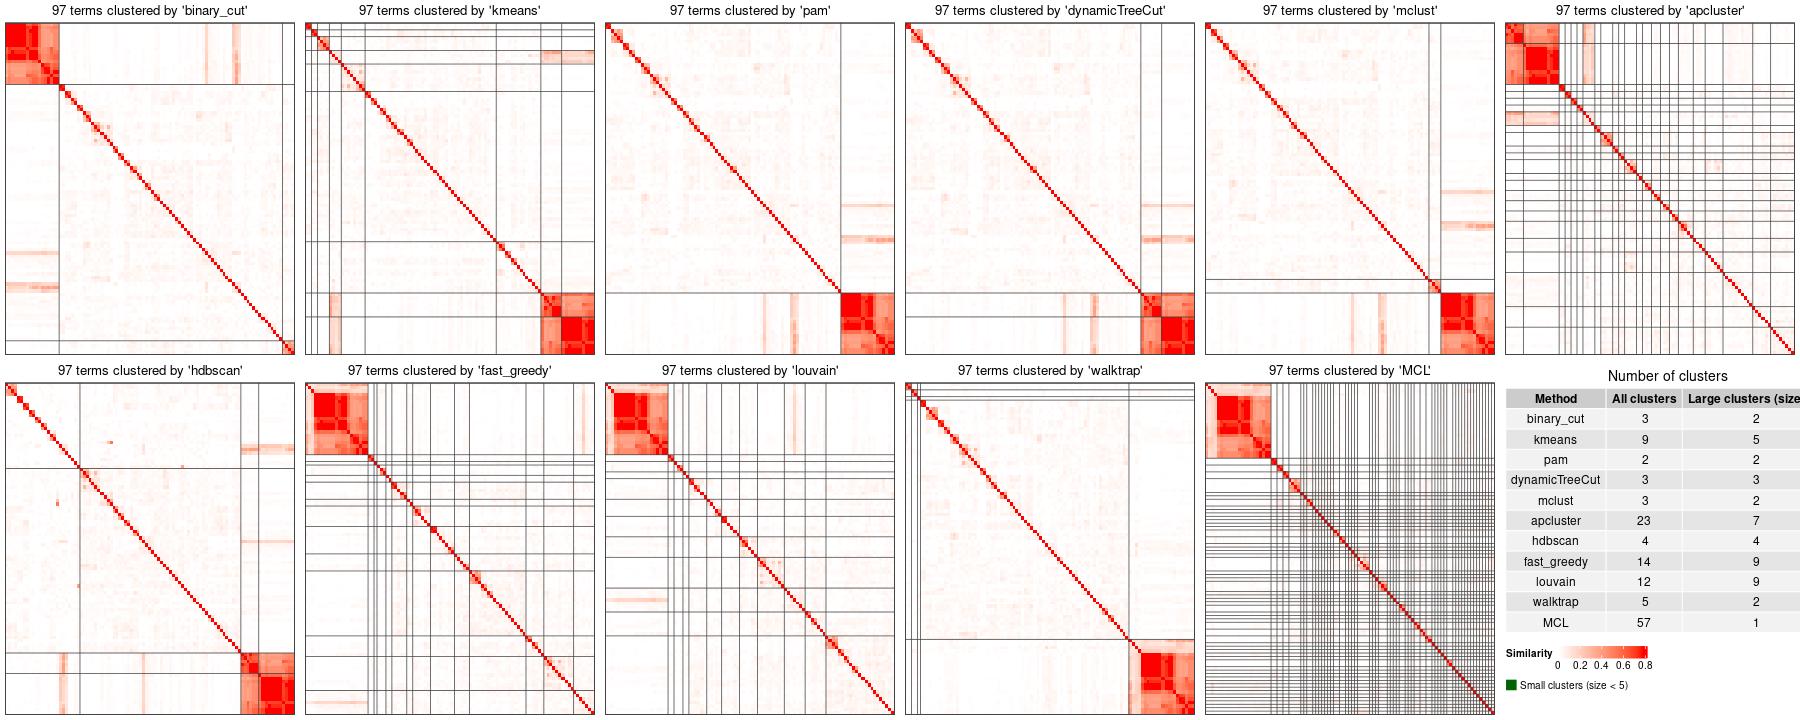 97 terms clustered by 'binary_cut'
97 terms clustered by 'kmeans'
97 terms clustered by 'pam'
97 terms clustered by 'dynamicTreeCut'
97 terms clustered by 'mclust'
97 terms clustered by 'apcluster'
97 terms clustered by 'hdbscan'
97 terms clustered by 'fast_greedy'
97 terms clustered by 'louvain'
97 terms clustered by 'walktrap'
97 terms clustered by 'MCL'
Number of clusters
Method All clusters Large clusters (size
binary_cut 3 2
kmeans 9 5
pam 2 2
dynamicTreeCut 3 3
mclust 3 2
apcluster 23 7
hdbscan 4 4
fast_greedy 14 9
louvain 12 9
walktrap 5 2
MCL 57 1
Similarity
0 0.2 0.4 0.6 0.8
Small clusters (size < 5)